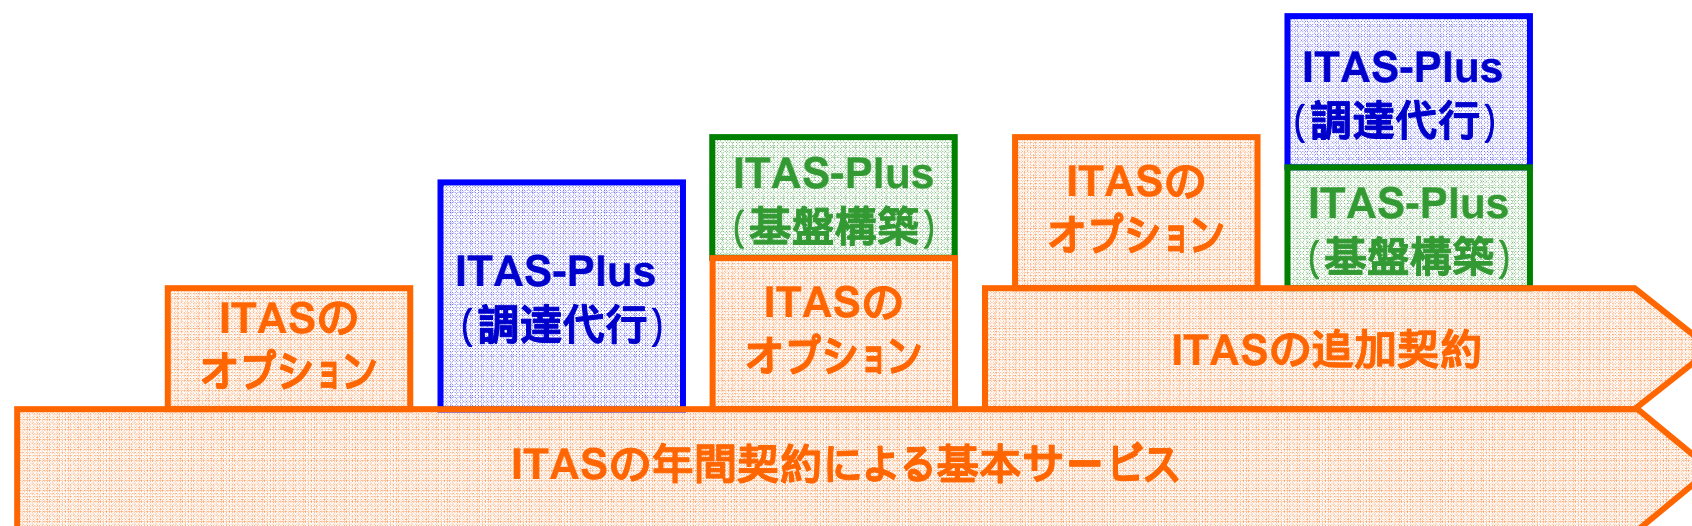 ITASの
オプション
ITAS-Plus
(調達代行)
ITAS-Plus
(基盤構築)
ITASの
オプション
ITASの
オプション
ITAS-Plus
(調達代行)
ITAS-Plus
(基盤構築)
ITASの追加契約
ITASの年間契約による基本サービス